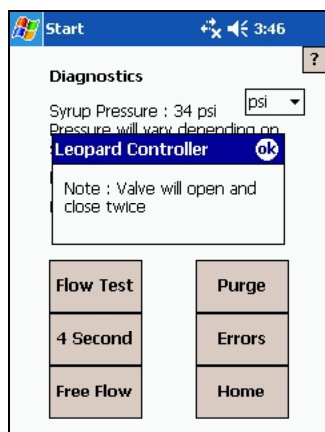 Start 3:46
?
Diagnostics
Syrup Pressure : 34 psi psi
Pressure will vary depending on
Leopard Controller ok
Note : Valve will open and
close twice
Flow Test Purge
4 Second Errors
Free Flow Home